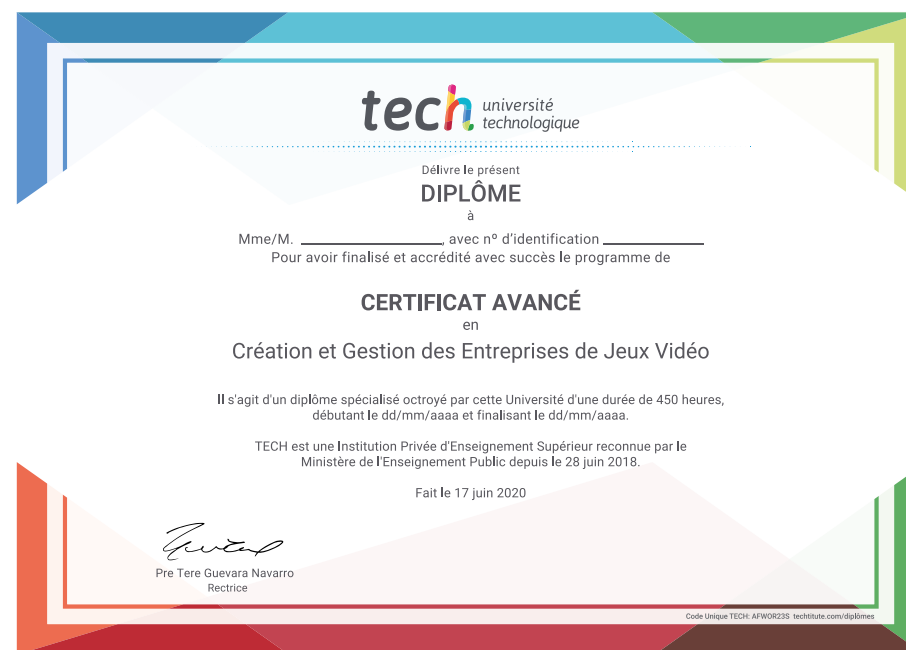 tech université
technologique
Délivre le présent
DIPLÔME
à
Mme/M. ____________________, avec nº d'identification ______________
Pour avoir finalisé et accrédité avec succès le programme de
CERTIFICAT AVANCÉ
en
Création et Gestion des Entreprises de Jeux Vidéo
Il s'agit d'un diplôme spécialisé octroyé par cette Université d'une durée de 450 heures,
débutant le dd/mm/aaaa et finalisant le dd/mm/aaaa.
TECH est une Institution Privée d'Enseignement Supérieur reconnue par le
Ministère de l'Enseignement Public depuis le 28 juin 2018.
Fait le 17 juin 2020
Pre Tere Guevara Navarro
Rectrice
Code Unique TECH: AFWOR23S techtitute.com/diplômes